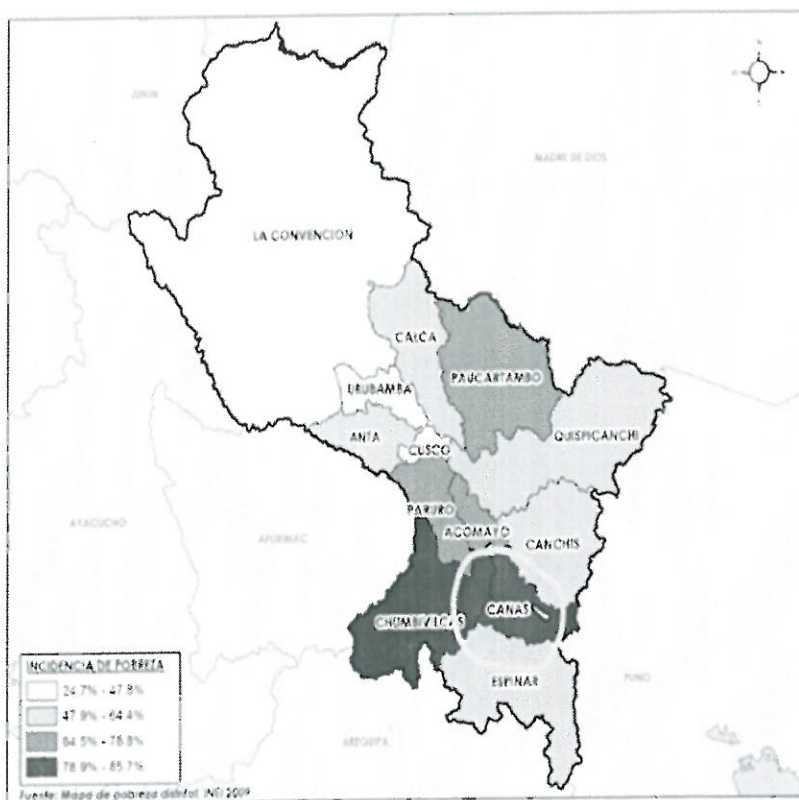 JUNIN
MADRE DE DIOS
LA CONVENCION
CALCA
PAUCARTAMBO
URUBAMBA
ANTA
CUSCO
QUISPICANCHI
PARURO
ACOMAYO
CANCHIS
AYACUCHO
APURIMAC
CANAS
CHUMBIVILCAS
ESPINAR
PUNO
AREQUIPA
INCIDENCIA DE POBREZA
24.7% - 47.8%
47.9% - 64.4%
64.5% - 78.8%
78.9% - 85.7%
Fuente: Mapa de pobreza distrital, INEI 2009